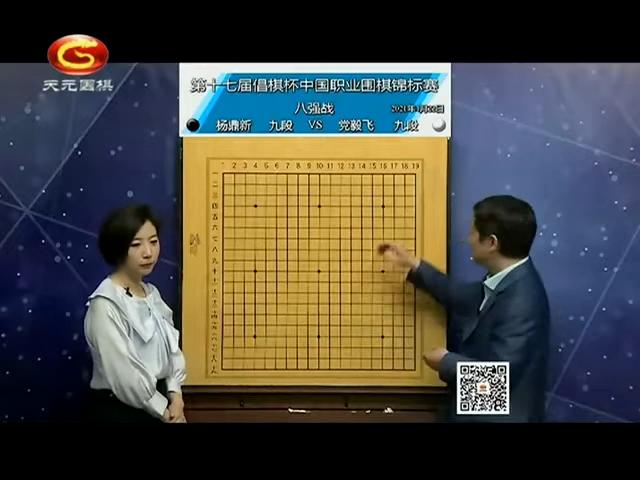 天元围棋
第十七届倡棋杯中国职业围棋锦标赛
八强战
杨鼎新 九段 VS 党毅飞 九段
1 2 3 4 5 6 7 8 9 10 11 12 13 14 15 16 17 18 19